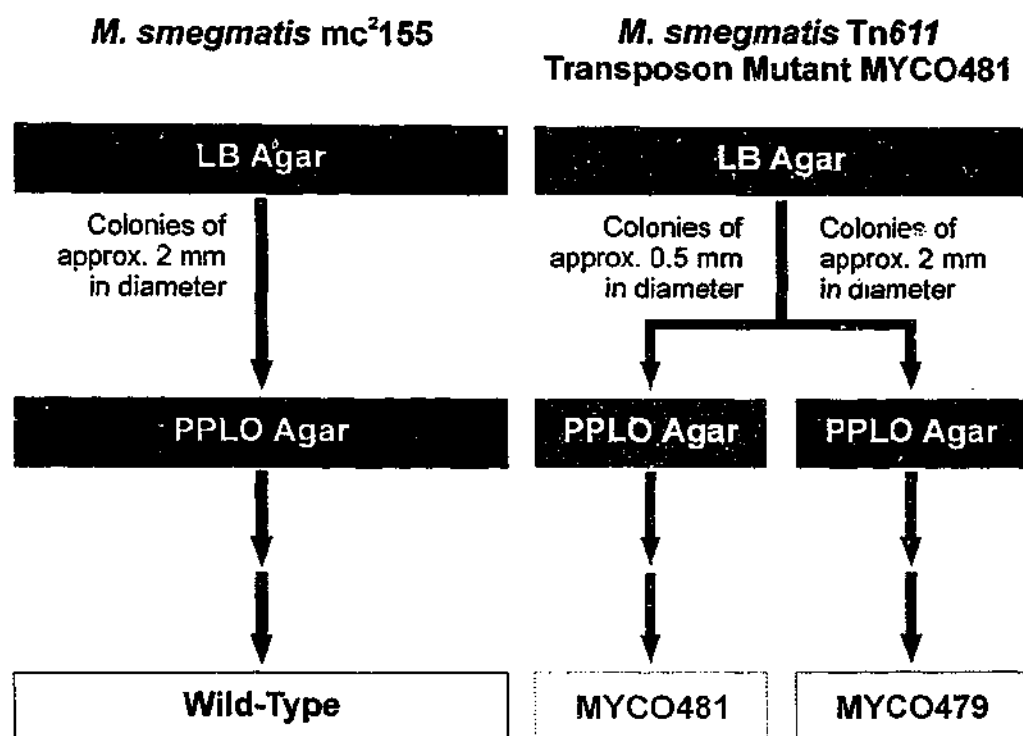 M. smegmatis mc²155
LB Agar
Colonies of
approx. 2 mm
in diameter
PPLO Agar
Wild-Type
M. smegmatis Tn611
Transposon Mutant MYCO481
LB Agar
Colonies of
approx. 0.5 mm
in diameter
Colonies of
approx. 2 mm
in diameter
PPLO Agar
PPLO Agar
MYCO481
MYCO479